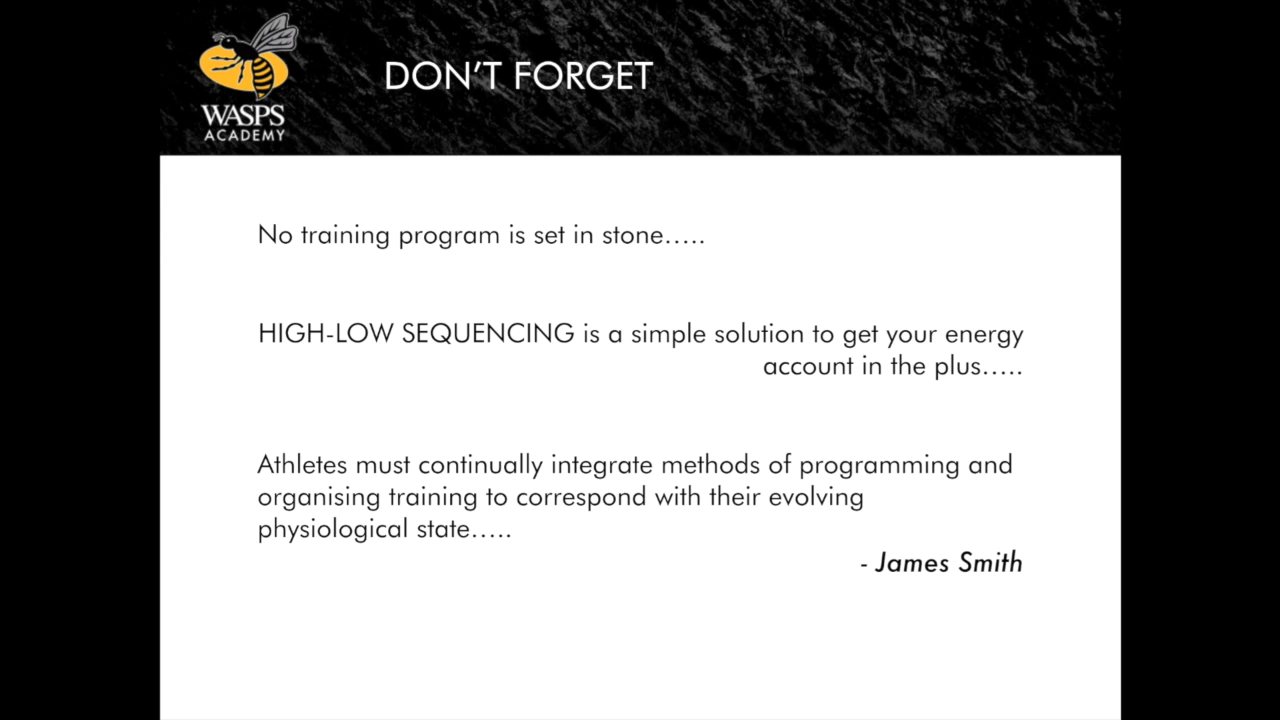 WASPS
ACADEMY
DON'T FORGET
No training program is set in stone.....
HIGH-LOW SEQUENCING is a simple solution to get your energy
account in the plus.....
Athletes must continually integrate methods of programming and
organising training to correspond with their evolving
physiological state.....
- James Smith